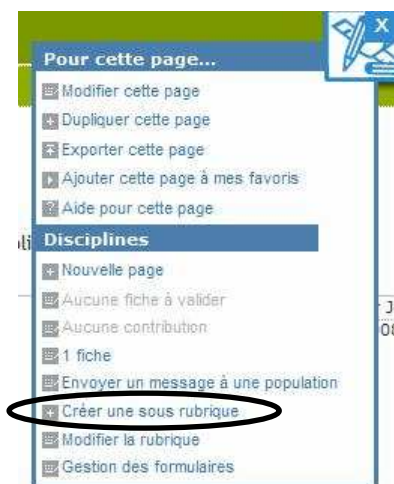 X
Pour cette page...
Modifier cette page
Dupliquer cette page
Exporter cette page
Ajouter cette page à mes favoris
Aide pour cette page
Disciplines
Nouvelle page
Aucune fiche à valider
Aucune contribution
1 fiche
Envoyer un message à une population
Créer une sous rubrique
Modifier la rubrique
Gestion des formulaires